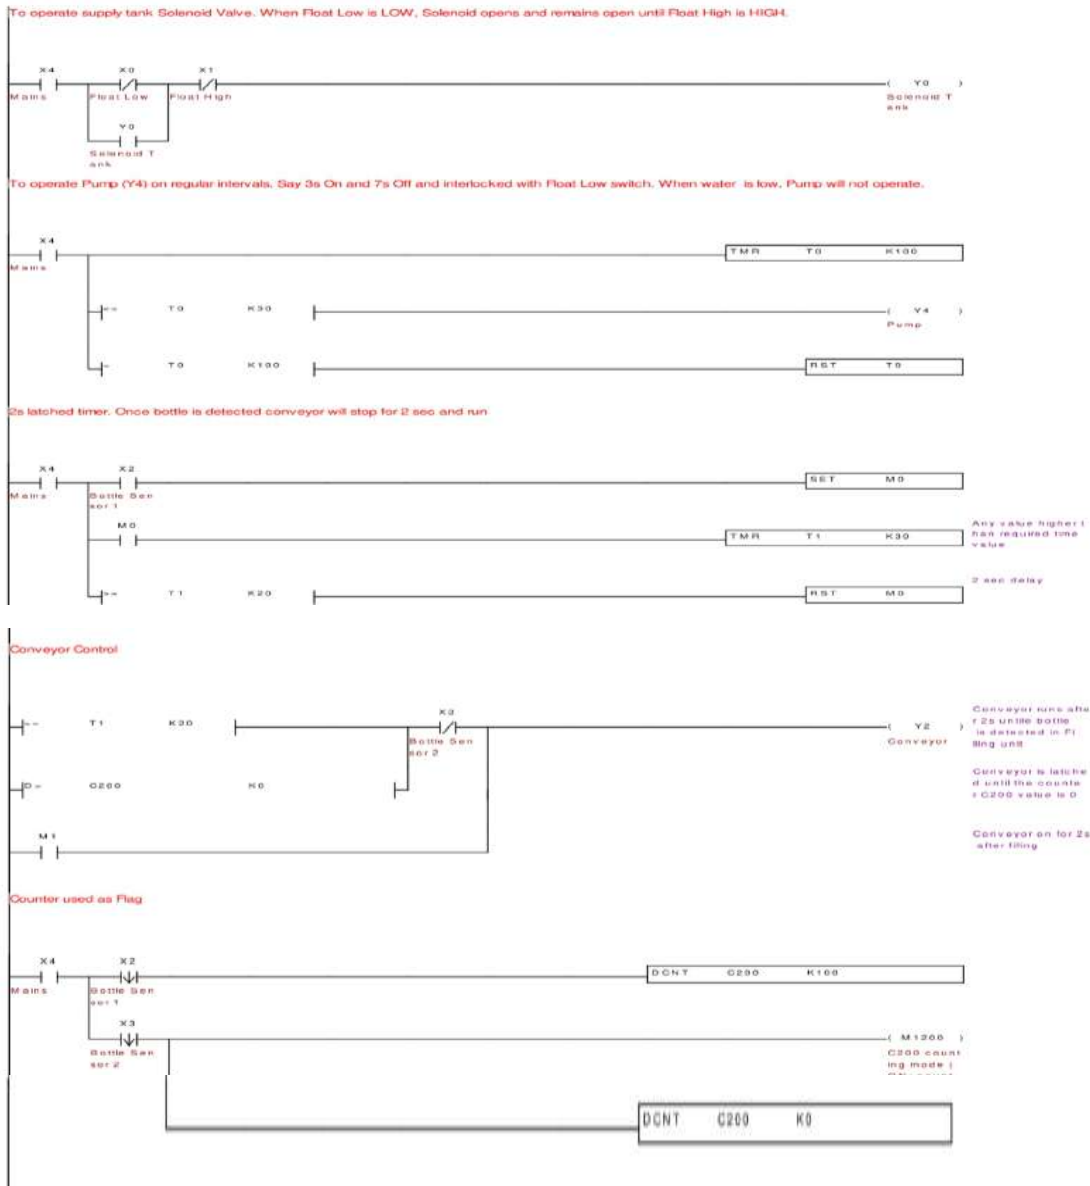 To operate supply tank Solenoid Valve. When Float Low is LOW, Solenoid opens and remains open until Float High is HIGH.
X4 X0 X1
( Y0 )
Mains Float Low Float High
Solenoid T
ank
Y0
Solenoid T
ank
To operate Pump (Y4) on regular intervals, Say 3s On and 7s Off and interlocked with Float Low switch. When water is low, Pump will not operate.
X4
TMR T0 K100
Mains
T0 K30
( Y4 )
Pump
T0 K100
RST T0
2s latched timer. Once bottle is detected conveyor will stop for 2 sec and run
X4 X2
SET M0
Mains Bottle Sen
sor 1
M0
TMR T1 K30
Any value higher t
han required time
value
>= T1 K20
RST M0
2 sec delay
Conveyor Control
T1 K20
X3
( Y2 )
Bottle Sen
sor 2
Conveyor
Conveyor runs afte
r 2s untile bottle
is detected in Fi
lling unit
D= C200 K0
Conveyor is latche
d until the counte
r C200 value is 0
M1
Conveyor on for 2s
after filling
Counter used as Flag
X4 X2
DCNT C200 K100
Mains Bottle Sen
sor 1
X3
( M1200 )
Bottle Sen
sor 2
C200 count
ing mode (
DCNT C200 K0